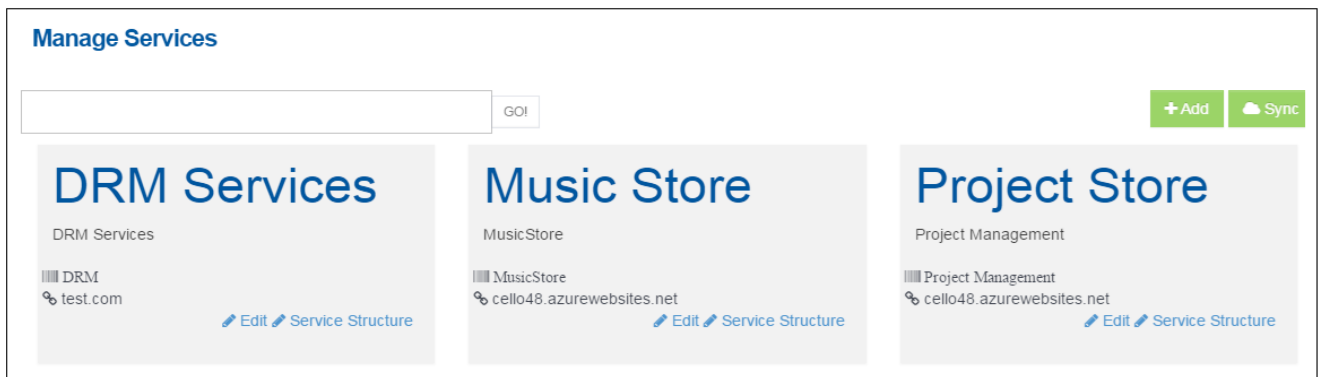 Manage Services
GO!
Add
Sync
DRM Services
DRM Services
DRM
test.com
Edit Service Structure
Music Store
MusicStore
MusicStore
cello48.azurewebsites.net
Edit Service Structure
Project Store
Project Management
Project Management
cello48.azurewebsites.net
Edit Service Structure